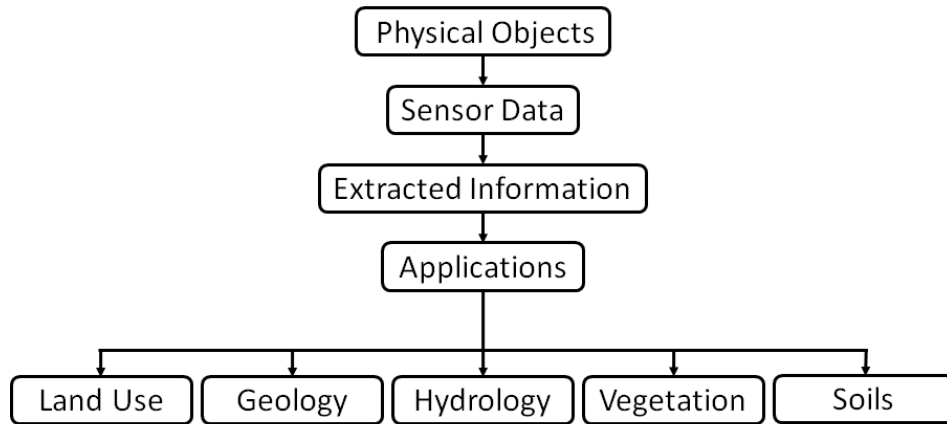 Physical Objects
Sensor Data
Extracted Information
Applications
Land Use
Geology
Hydrology
Vegetation
Soils